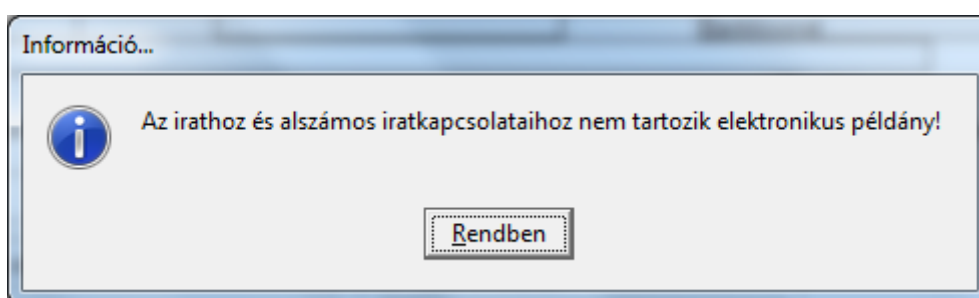 Információ...
Az irathoz és alszámos iratkapcsolataihoz nem tartozik elektronikus példány!
Rendben